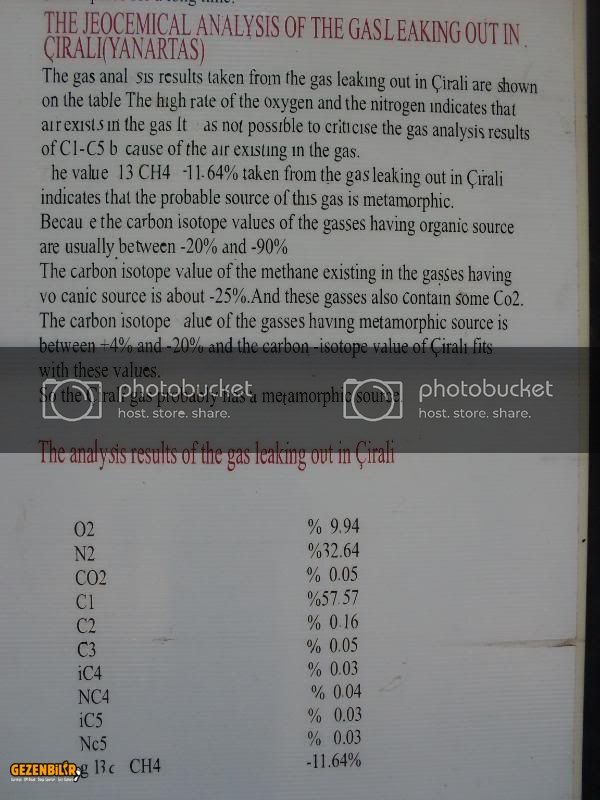 THE JEOCEMICAL ANALYSIS OF THE GAS LEAKING OUT IN
ÇIRALI(YANARTAS)
The gas anal sis results taken from the gas leaking out in Çirali are shown
on the table The high rate of the oxygen and the nitrogen indicates that
air exists in the gas It as not possible to criticise the gas analysis results
of C1-C5 b cause of the air existing in the gas.
he value 13 CH4 -11.64% taken from the gas leaking out in Çirali
indicates that the probable source of this gas is metamorphic.
Becau e the carbon isotope values of the gasses having organic source
are usually between -20% and -90%
The carbon isotope value of the methane existing in the gasses having
vo canic source is about -25%.And these gasses also contain some Co2.
The carbon isotope alue of the gasses having metamorphic source is
between +4% and -20% and the carbon -isotope value of Çirali fits
with these values.
So the Çirali gas probably has a metamorphic source.
photobucket
host. store. share.
photobucket
host. store. share.
The analysis results of the gas leaking out in Çirali
O2 % 9.94
N2 %32.64
CO2 % 0.05
C1 %57.57
C2 % 0.16
C3 % 0.05
iC4 % 0.03
NC4 % 0.04
iC5 % 0.03
Nc5 % 0.03
g 13c CH4 -11.64%
GEZENBİLİR